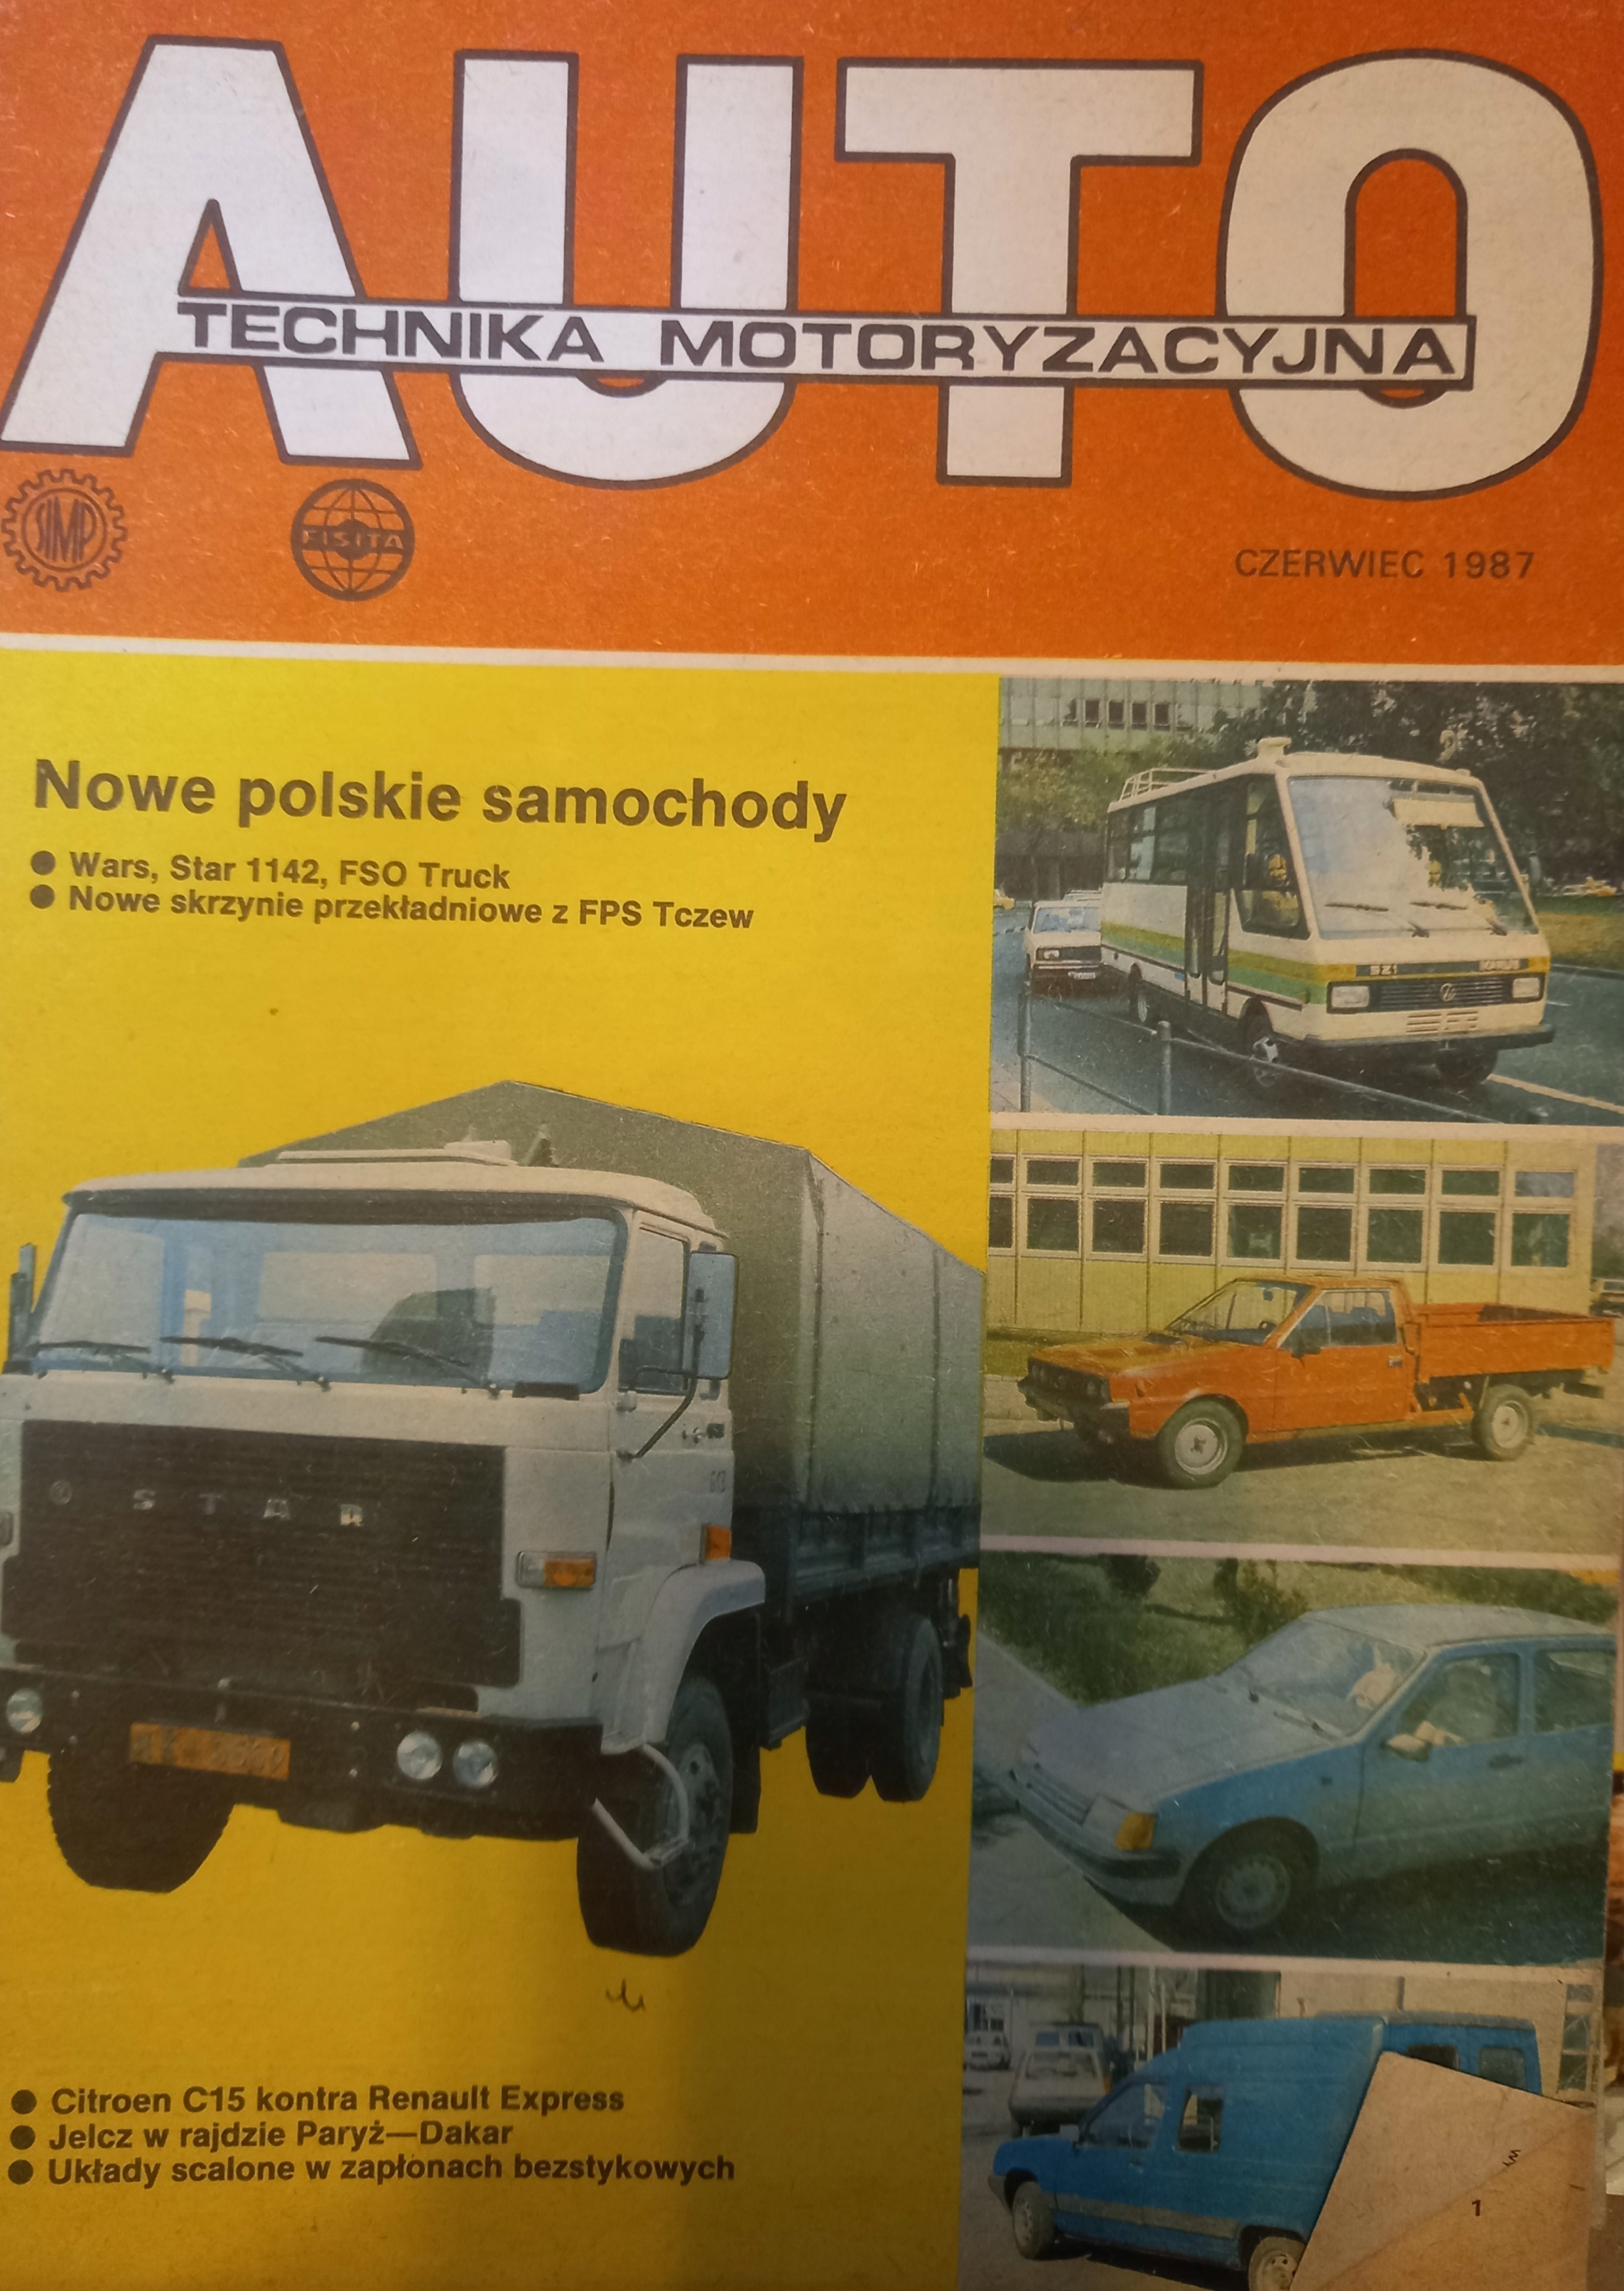 AUTO
TECHNIKA MOTORYZACYJNA
SIMP
FISITA
CZERWIEC 1987
Nowe polskie samochody
● Wars, Star 1142, FSO Truck
● Nowe skrzynie przekładniowe z FPS Tczew
STAR
● Citroen C15 kontra Renault Express
● Jelcz w rajdzie Paryż—Dakar
● Układy scalone w zapłonach bezstykowych
1